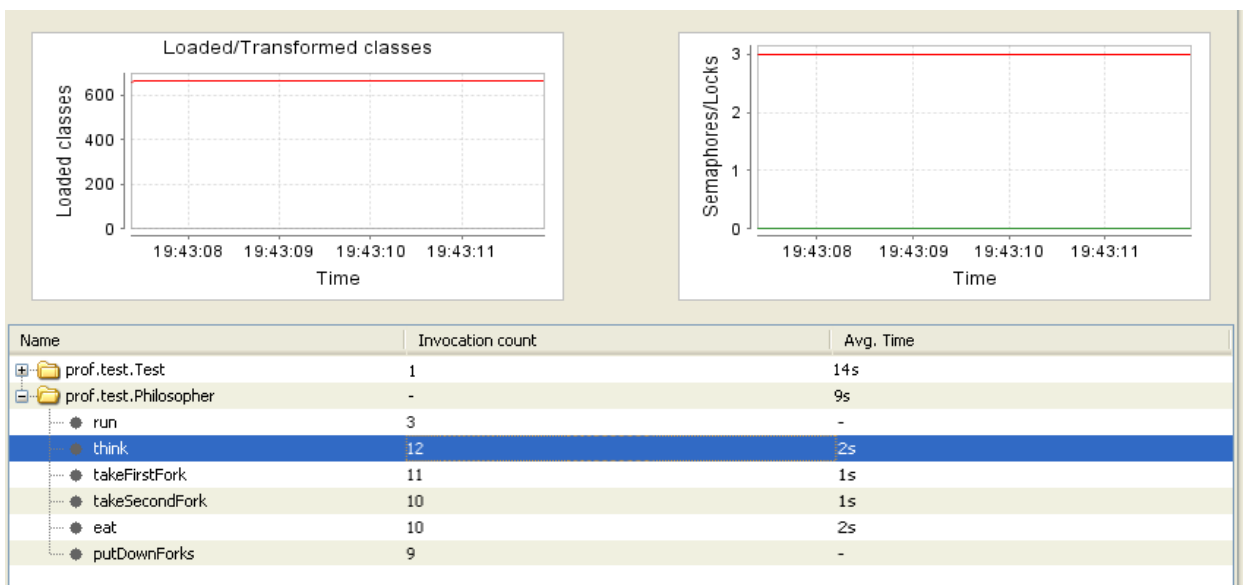 Loaded/Transformed classes
Loaded classes
600
400
200
0
19:43:08 19:43:09 19:43:10 19:43:11
Time
Semaphores/Locks
3
2
1
0
19:43:08 19:43:09 19:43:10 19:43:11
Time
Name Invocation count Avg. Time
prof.test.Test 1 14s
prof.test.Philosopher - 9s
run 3 -
think 12 2s
takeFirstFork 11 1s
takeSecondFork 10 1s
eat 10 2s
putDownForks 9 -